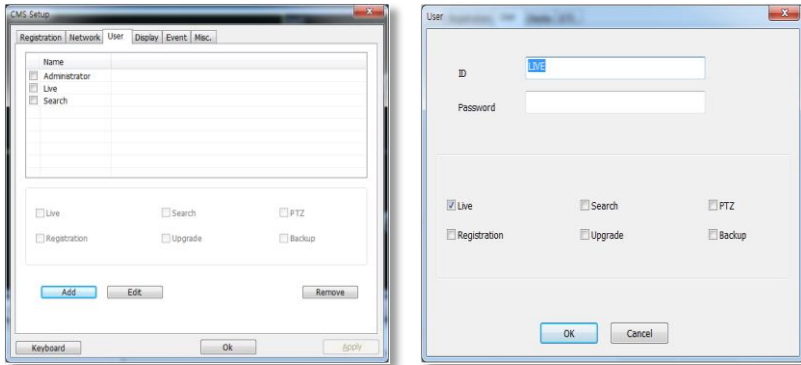 CMS Setup
Registration Network User Display Event Misc.
Name
Administrator
Live
Search
Live Search PTZ
Registration Upgrade Backup
Add Edit Remove
Keyboard Ok Apply
User
ID LIVE
Password
Live Search PTZ
Registration Upgrade Backup
OK Cancel